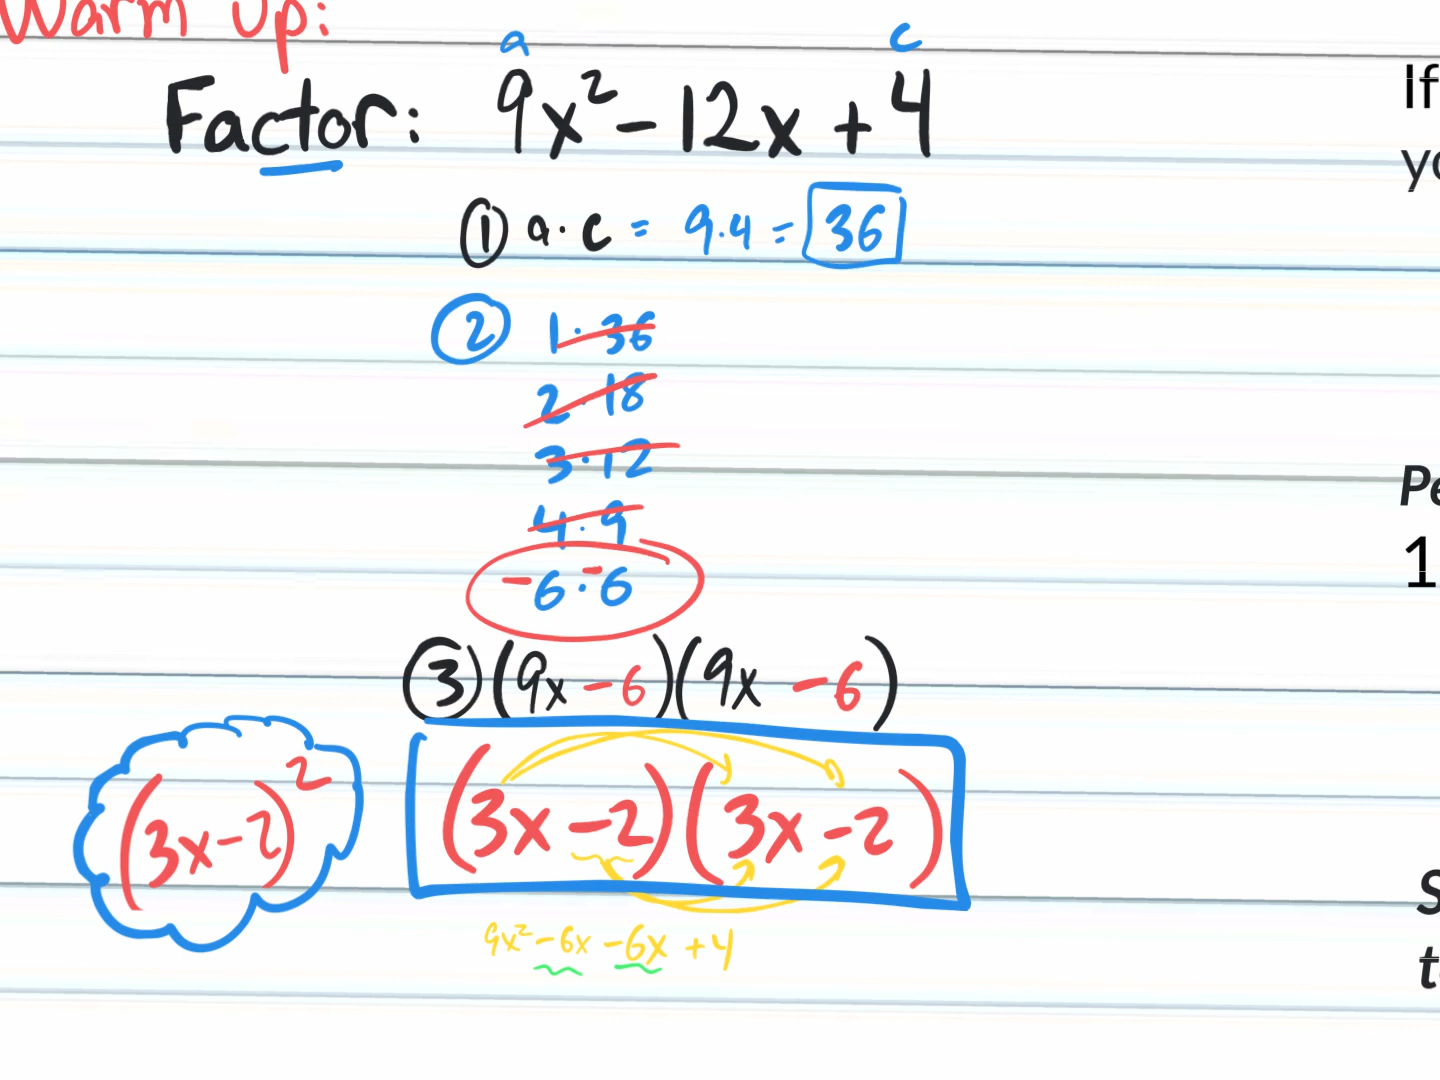 Warm Up:
a c
Factor: 9x² - 12x + 4
① a · c = 9 · 4 = 36
② 1 · 36
2 · 18
3 · 12
4 · 9
-6 · -6
③ (9x - 6)(9x - 6)
(3x - 2)(3x - 2)
(3x - 2)²
9x² - 6x - 6x + 4
If
yo
Pe
1
S
t